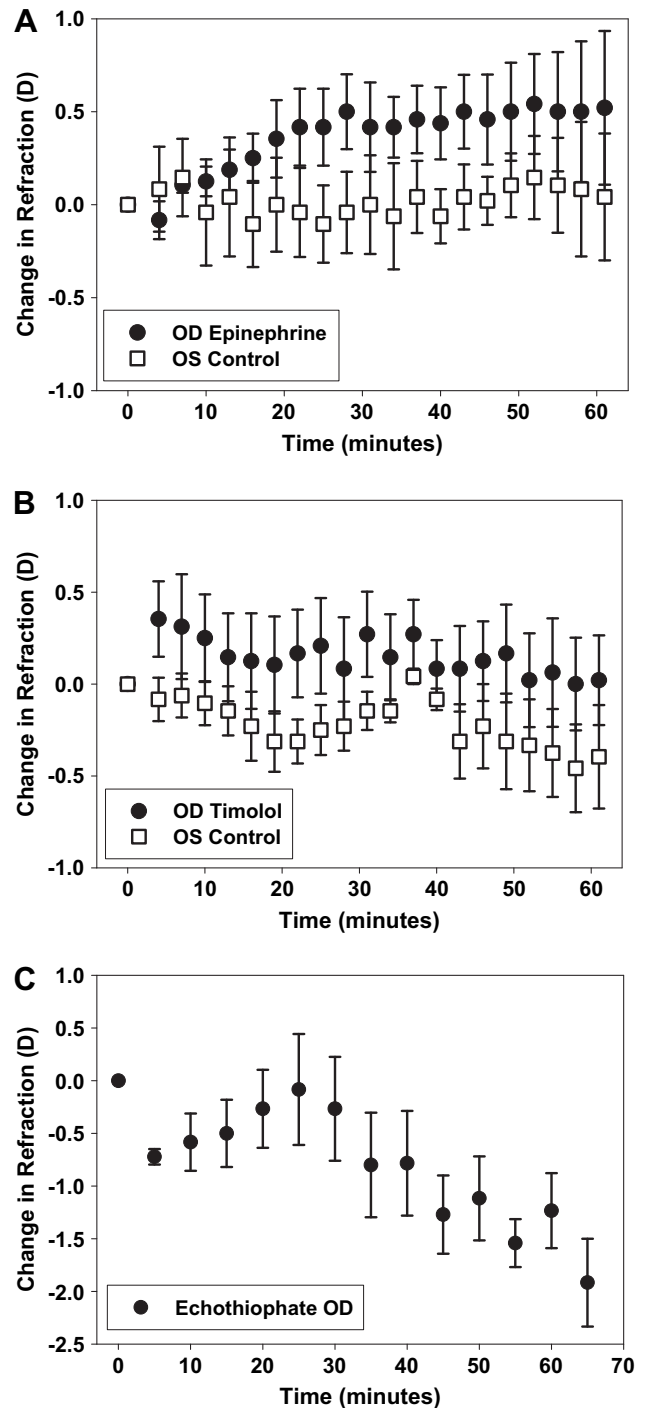 A
Change in Refraction (D)
1.0
0.5
0.0
-0.5
-1.0
OD Epinephrine
OS Control
0 10 20 30 40 50 60
Time (minutes)
B
Change in Refraction (D)
1.0
0.5
0.0
-0.5
-1.0
OD Timolol
OS Control
0 10 20 30 40 50 60
Time (minutes)
C
Change in Refraction (D)
1.0
0.5
0.0
-0.5
-1.0
-1.5
-2.0
-2.5
Echothiophate OD
0 10 20 30 40 50 60 70
Time (minutes)